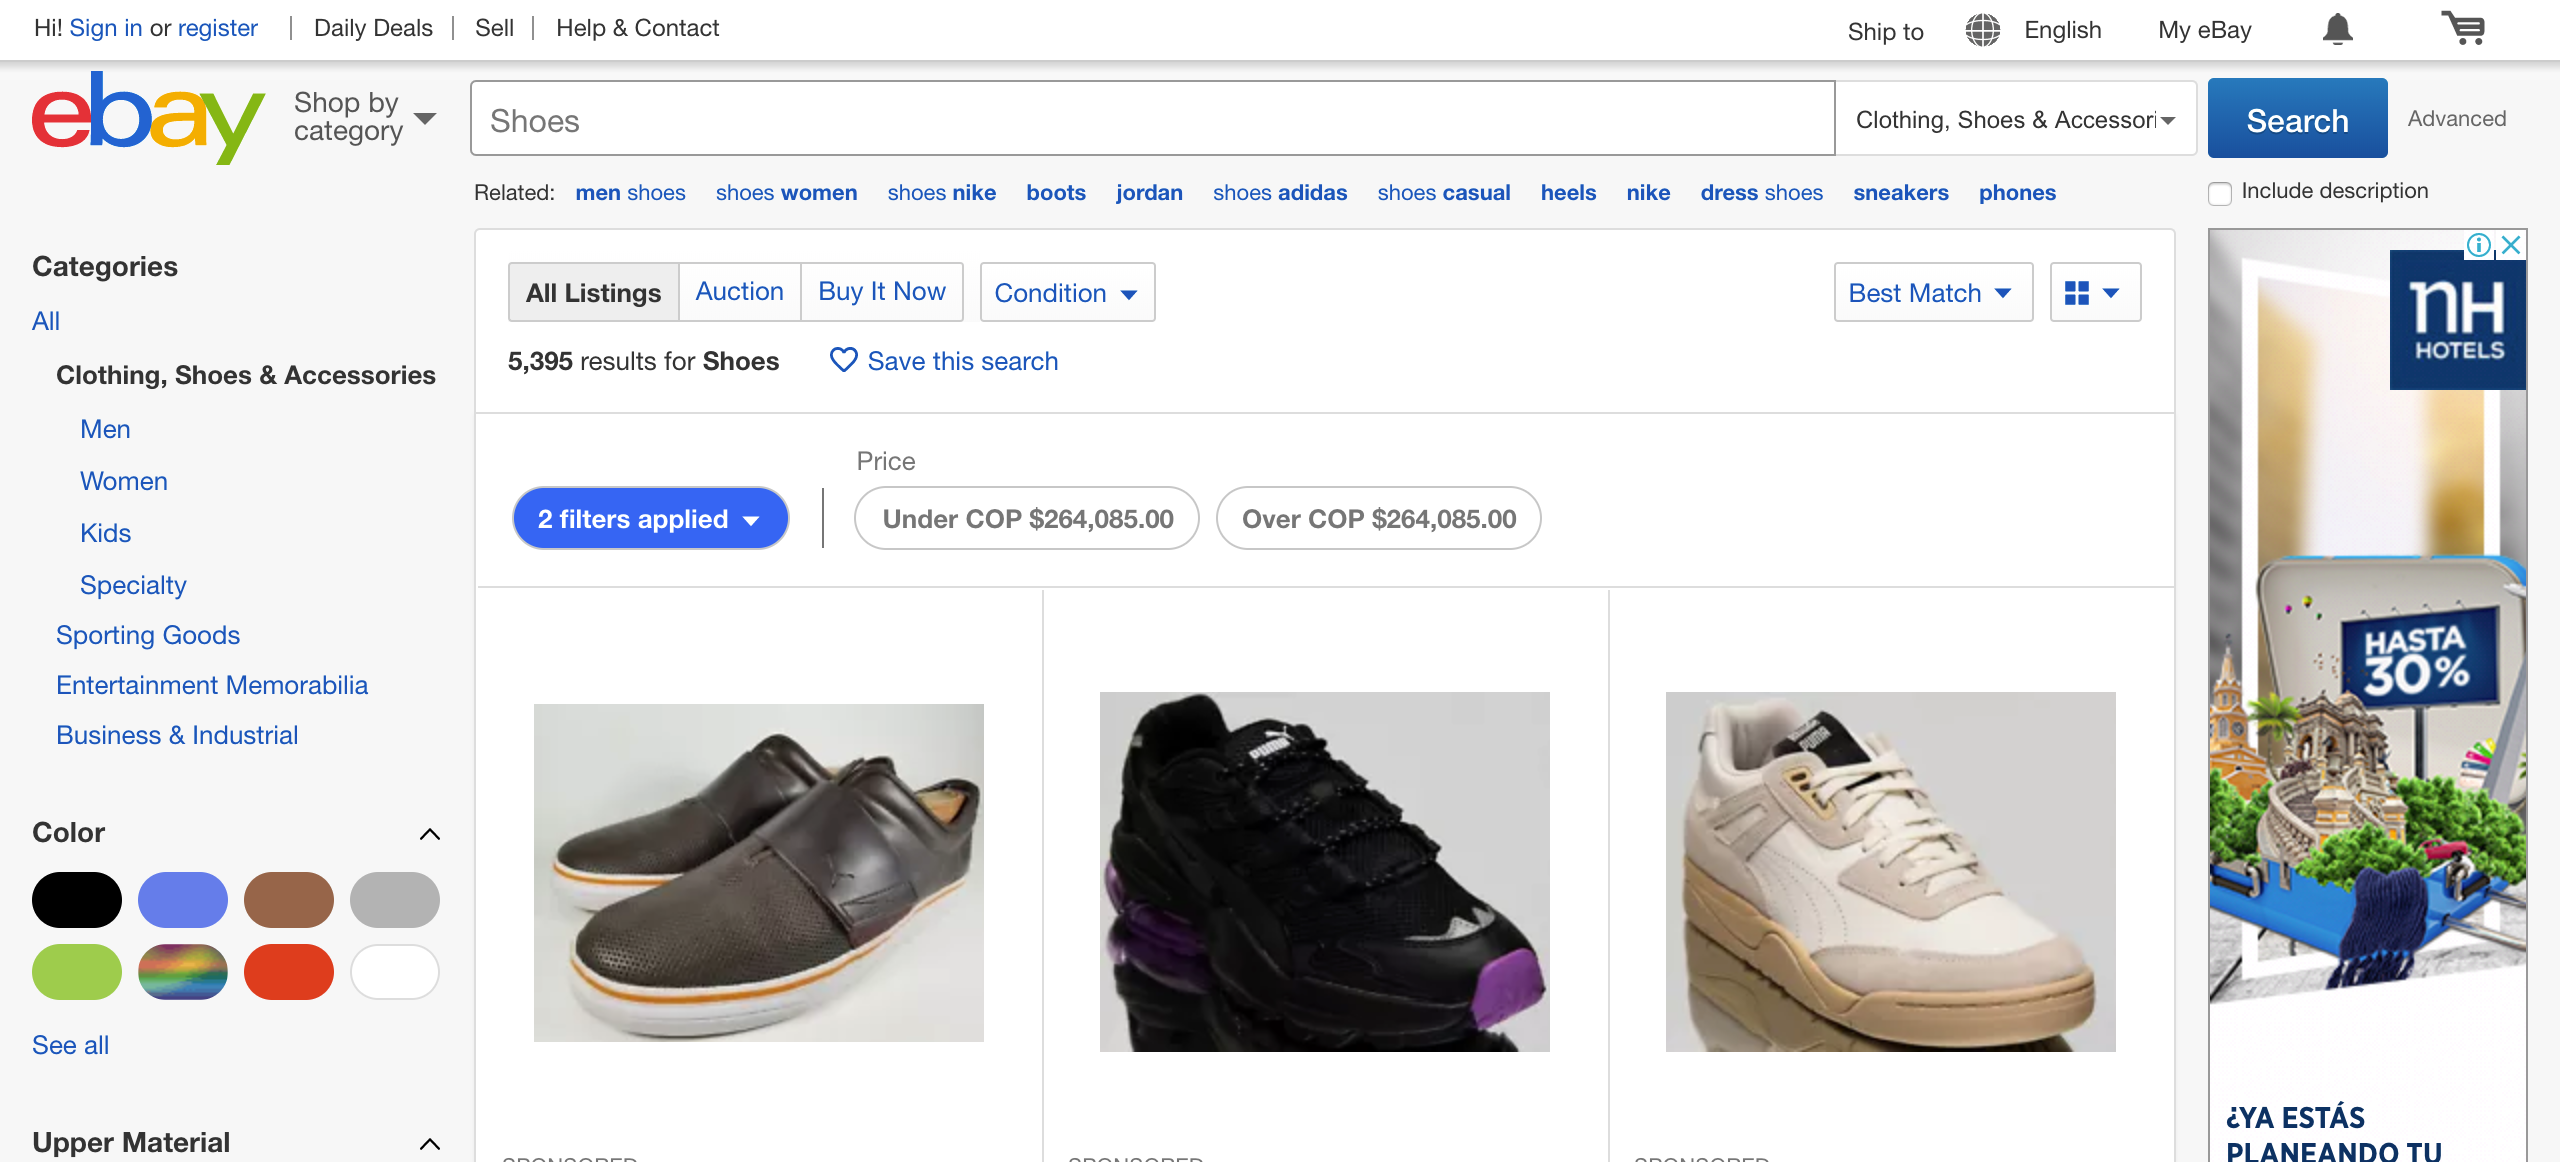 Hi! Sign in or register | Daily Deals | Sell | Help & Contact
Ship to English My eBay
ebay
Shop by
category
Shoes
Clothing, Shoes & Accessori
Search
Advanced
Related: men shoes shoes women shoes nike boots jordan shoes adidas shoes casual heels nike dress shoes sneakers phones
Include description
Categories
All
Clothing, Shoes & Accessories
Men
Women
Kids
Specialty
Sporting Goods
Entertainment Memorabilia
Business & Industrial
Color
See all
Upper Material
All Listings Auction Buy It Now Condition
Best Match
5,395 results for Shoes Save this search
Price
2 filters applied
Under COP $264,085.00 Over COP $264,085.00
PUMA
PUMA
SPONSORED SPONSORED SPONSORED
nH
HOTELS
HASTA
30%
¿YA ESTÁS
PLANEANDO TU